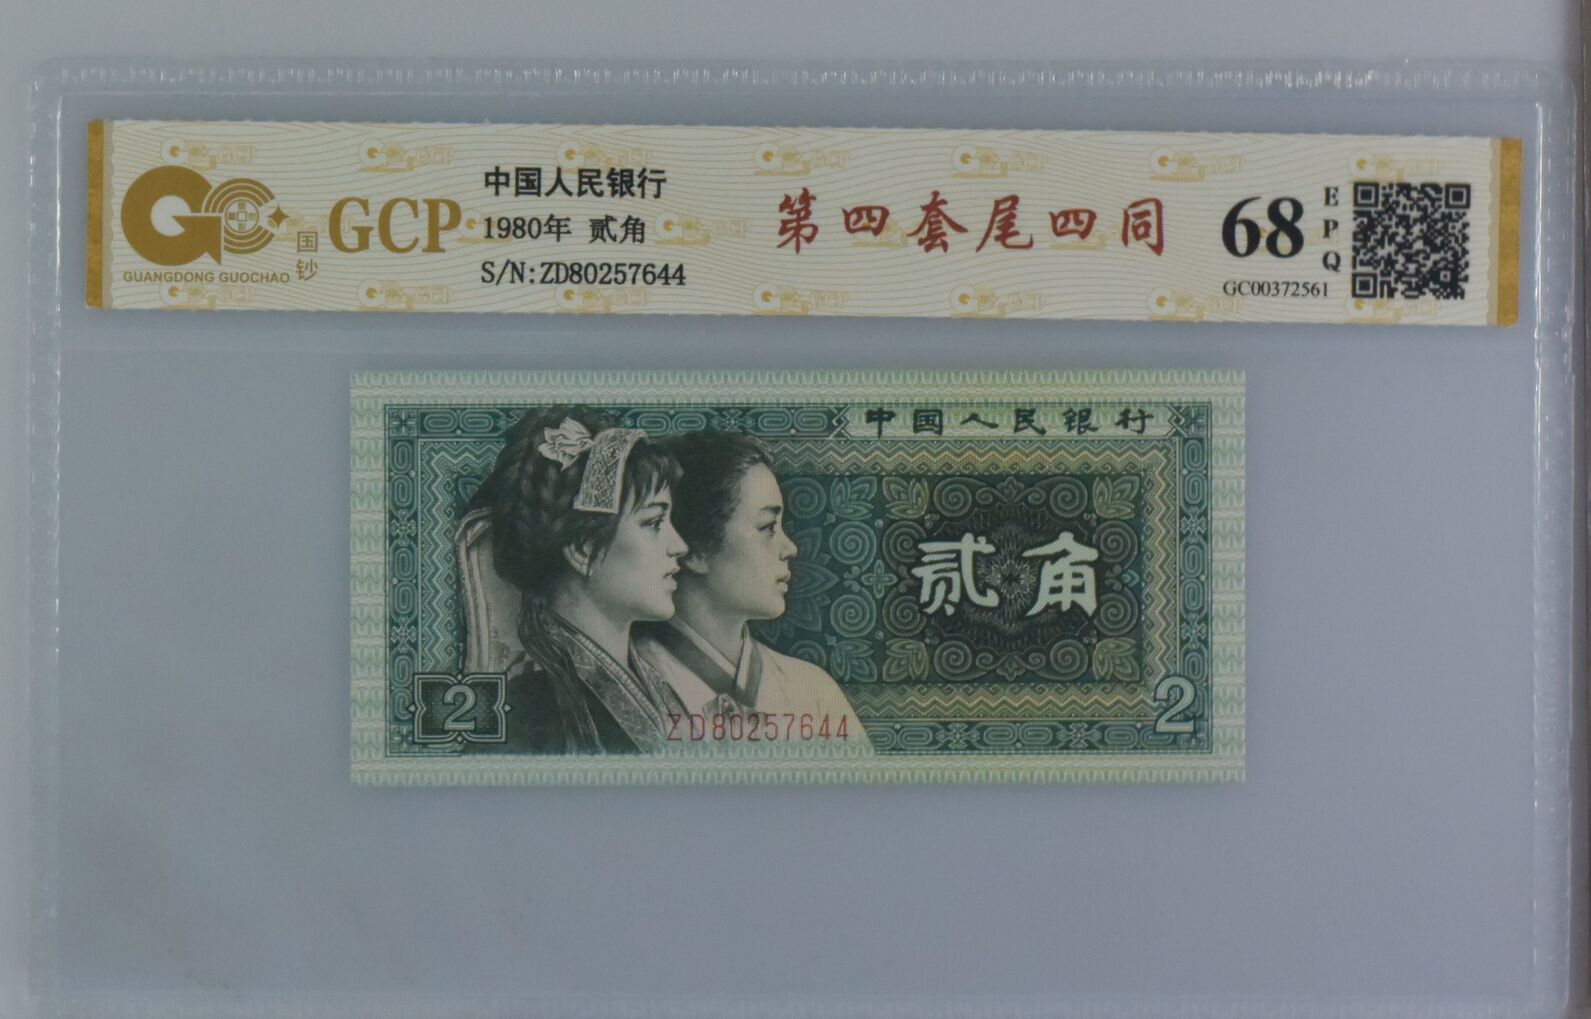 GUANGDONG GUOCHAO
国钞
GCP
中国人民银行
1980年 贰角
S/N:ZD80257644
第四套尾四同
68
EPQ
GC00372561
中国人民银行
贰角
2
ZD80257644
2